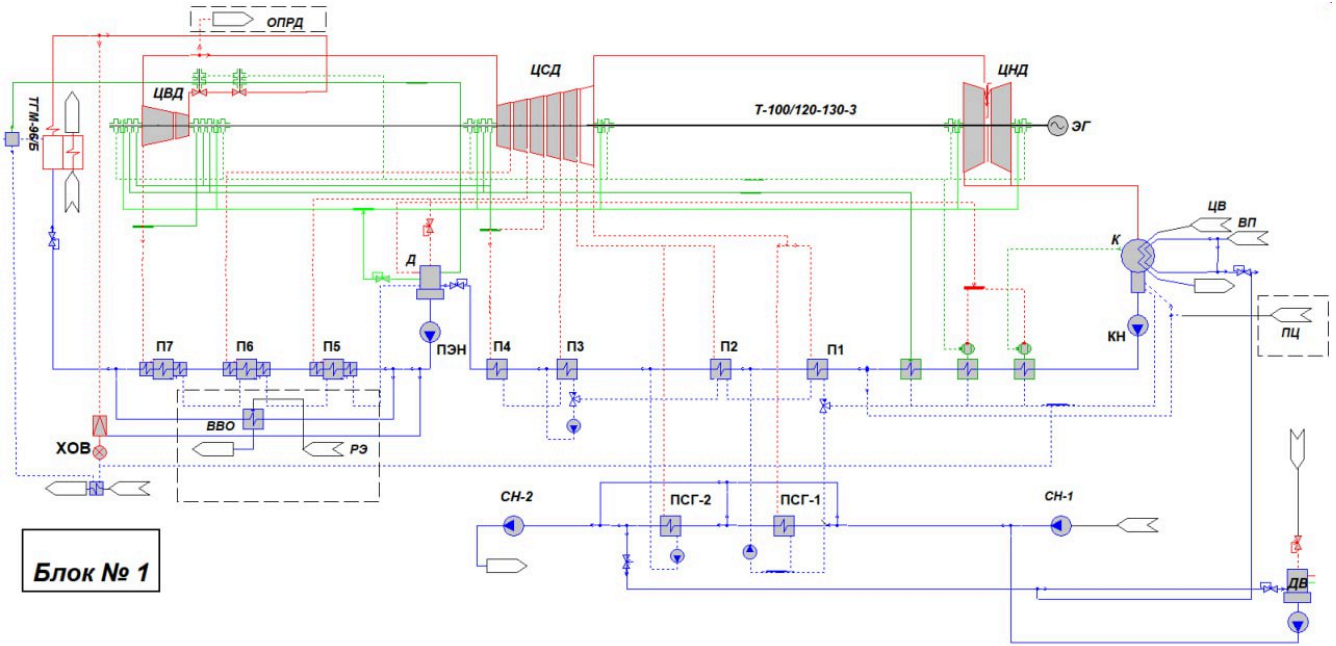 ОПРД
ЦВД
ЦСД
ЦНД
Т-100/120-130-3
ЭГ
ТГМ-96/Б
ЦВ
ВП
К
Д
ПЦ
ПЭН
КН
П7
П6
П5
П4
П3
П2
П1
ВВО
РЭ
ХОВ
СН-2
ПСГ-2
ПСГ-1
СН-1
ДВ
Блок № 1